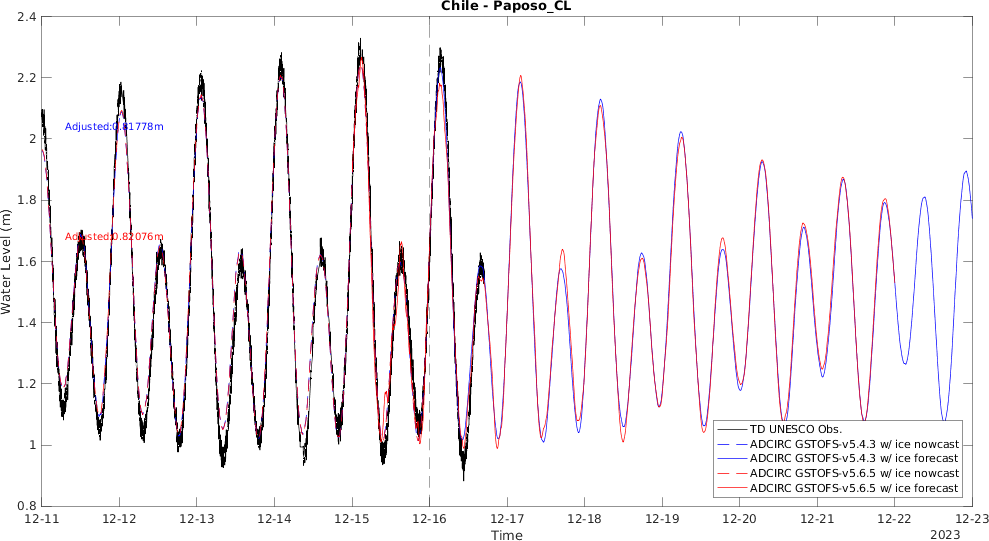 Chile - Paposo_CL
2.4
2.2
2
1.8
1.6
1.4
1.2
1
0.8
Water Level (m)
Adjusted:0.81778m
Adjusted:0.82076m
TD UNESCO Obs.
ADCIRC GSTOFS-v5.4.3 w/ ice nowcast
ADCIRC GSTOFS-v5.4.3 w/ ice forecast
ADCIRC GSTOFS-v5.6.5 w/ ice nowcast
ADCIRC GSTOFS-v5.6.5 w/ ice forecast
12-11 12-12 12-13 12-14 12-15 12-16 12-17 12-18 12-19 12-20 12-21 12-22 12-23
Time
2023